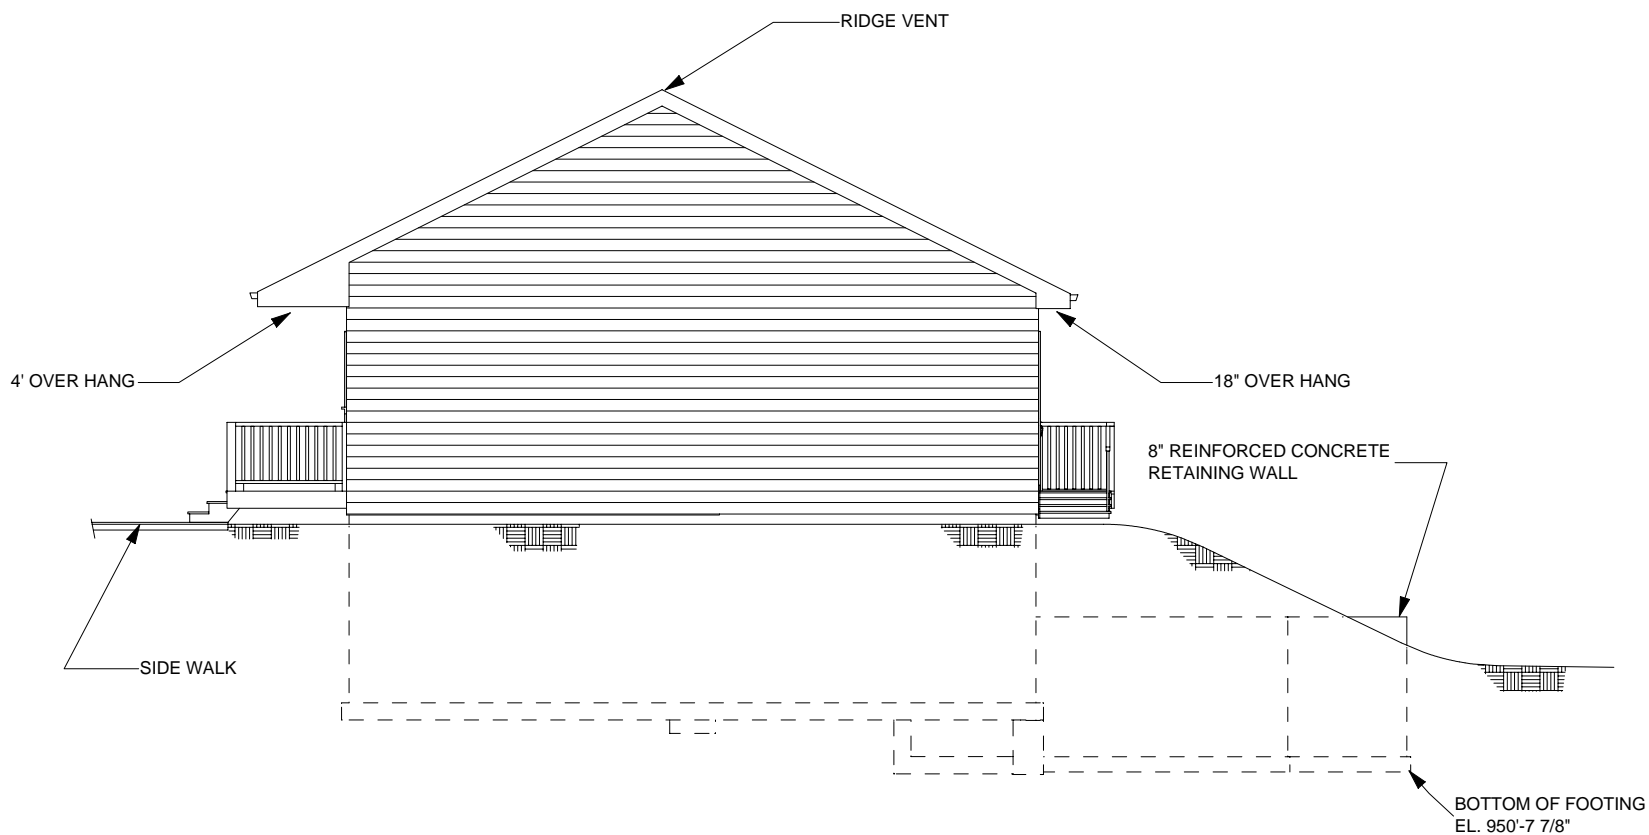 RIDGE VENT
4' OVER HANG
18" OVER HANG
8" REINFORCED CONCRETE
RETAINING WALL
SIDE WALK
BOTTOM OF FOOTING
EL. 950'-7 7/8"